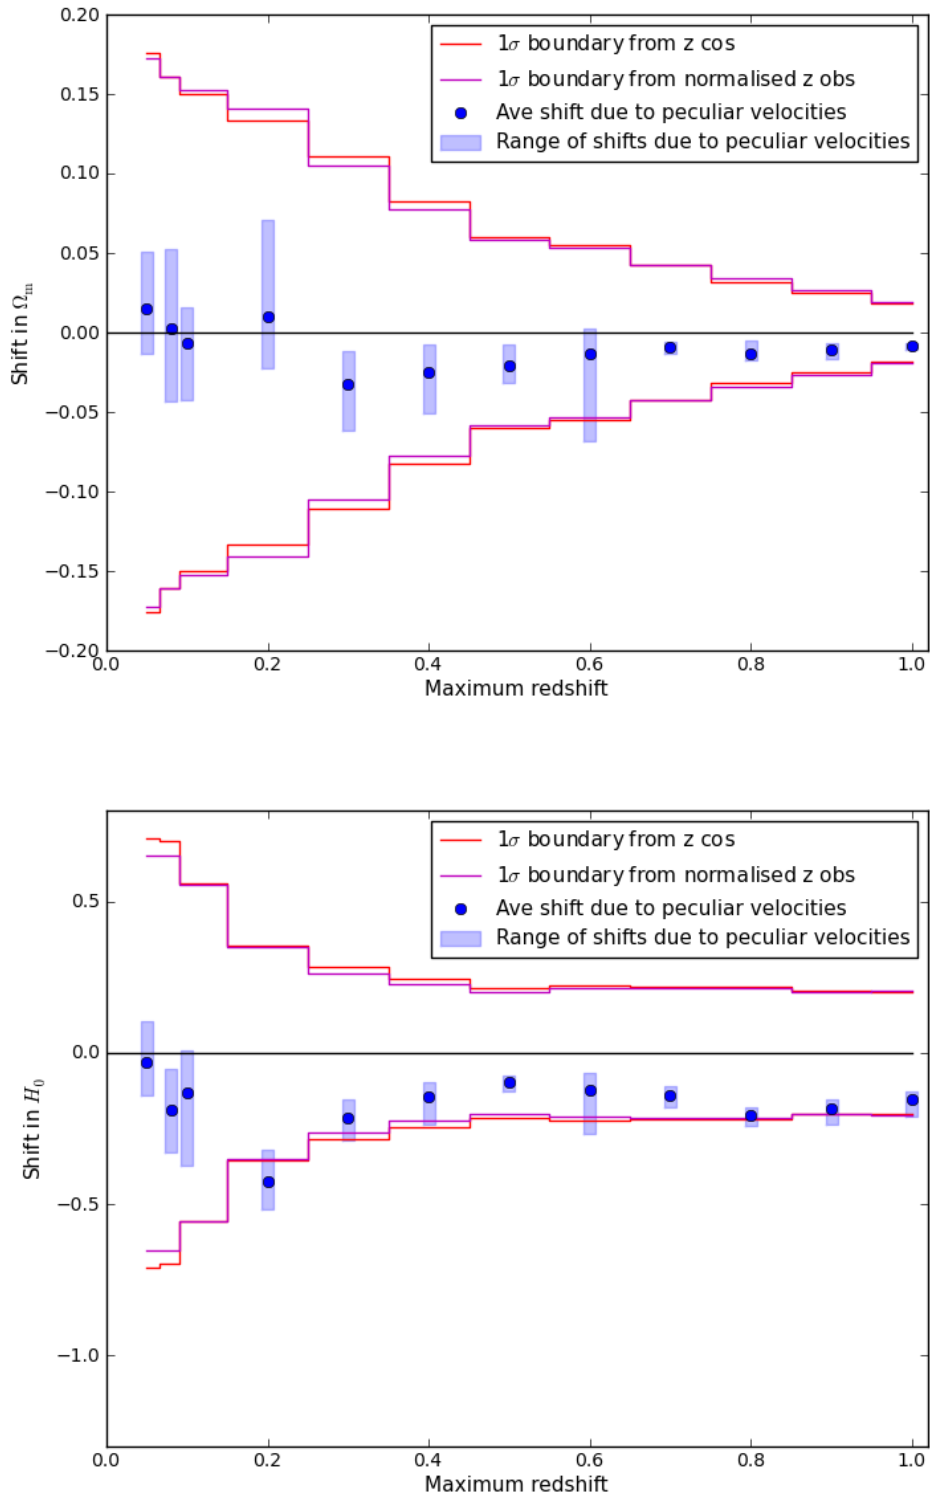 0.20
1σ boundary from z cos
1σ boundary from normalised z obs
Ave shift due to peculiar velocities
Range of shifts due to peculiar velocities
0.15
0.10
0.05
0.00
−0.05
−0.10
−0.15
−0.20
Shift in Ωm
0.0 0.2 0.4 0.6 0.8 1.0
Maximum redshift
1σ boundary from z cos
1σ boundary from normalised z obs
Ave shift due to peculiar velocities
Range of shifts due to peculiar velocities
0.5
0.0
−0.5
−1.0
Shift in H0
0.0 0.2 0.4 0.6 0.8 1.0
Maximum redshift